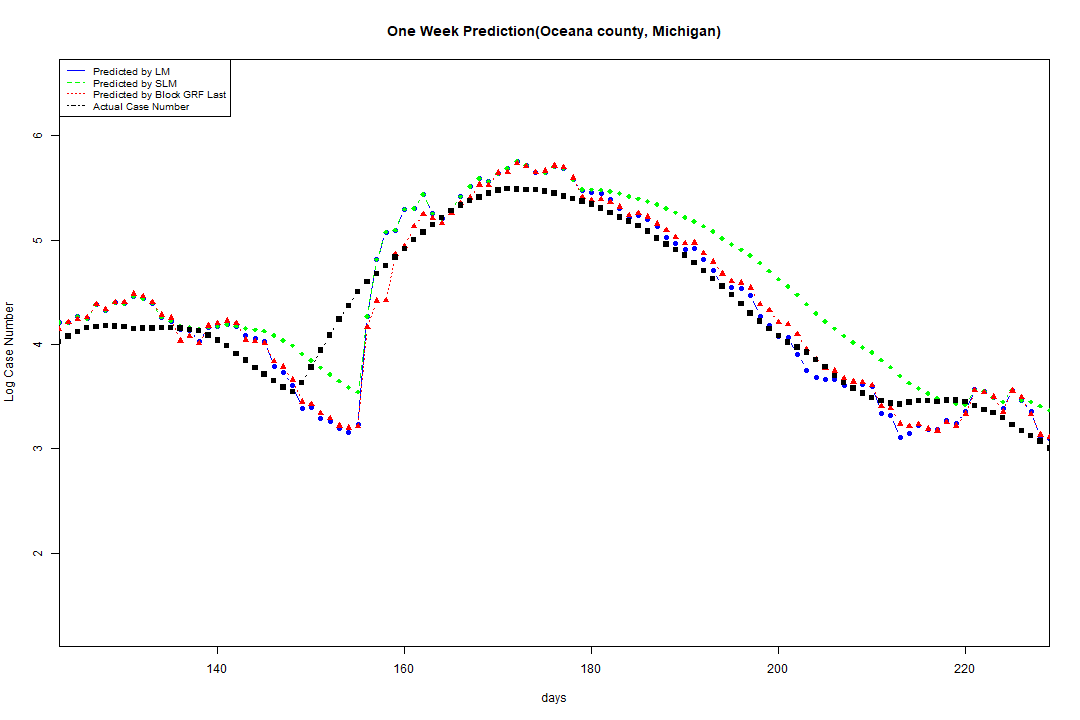 One Week Prediction(Oceana county, Michigan)
Predicted by LM
Predicted by SLM
Predicted by Block GRF Last
Actual Case Number
6
5
4
3
2
Log Case Number
140 160 180 200 220
days